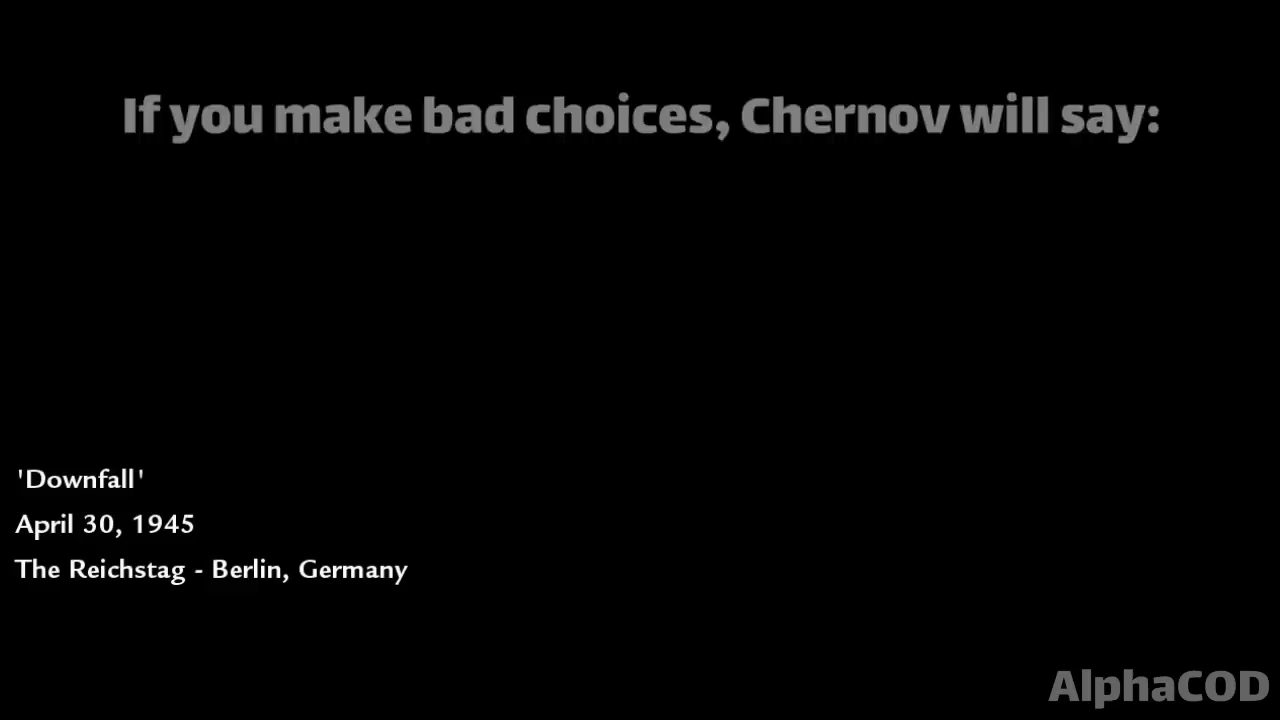 If you make bad choices, Chernov will say:
'Downfall'
April 30, 1945
The Reichstag - Berlin, Germany
AlphaCOD